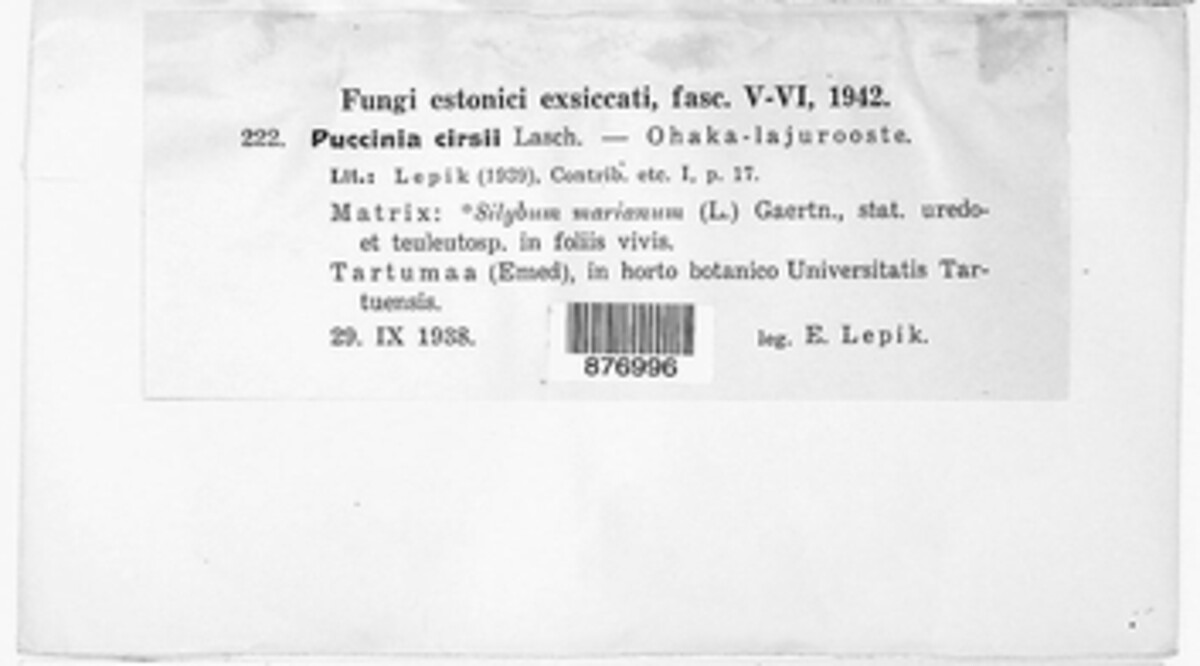 Fungi estonici exsiccati, fasc. V-VI, 1942.
222. Puccinia cirsii Lasch. — Ohaka-lajurooste.
Lit.: Lepik (1939), Contrib. etc. I, p. 17.
Matrix: *Silybum marianum (L.) Gaertn., stat. uredo-
et teuleutosp. in foliis vivis.
Tartumaa (Emed), in horto botanico Universitatis Tar-
tuensis.
29. IX 1938.
leg. E. Lepik.
876996